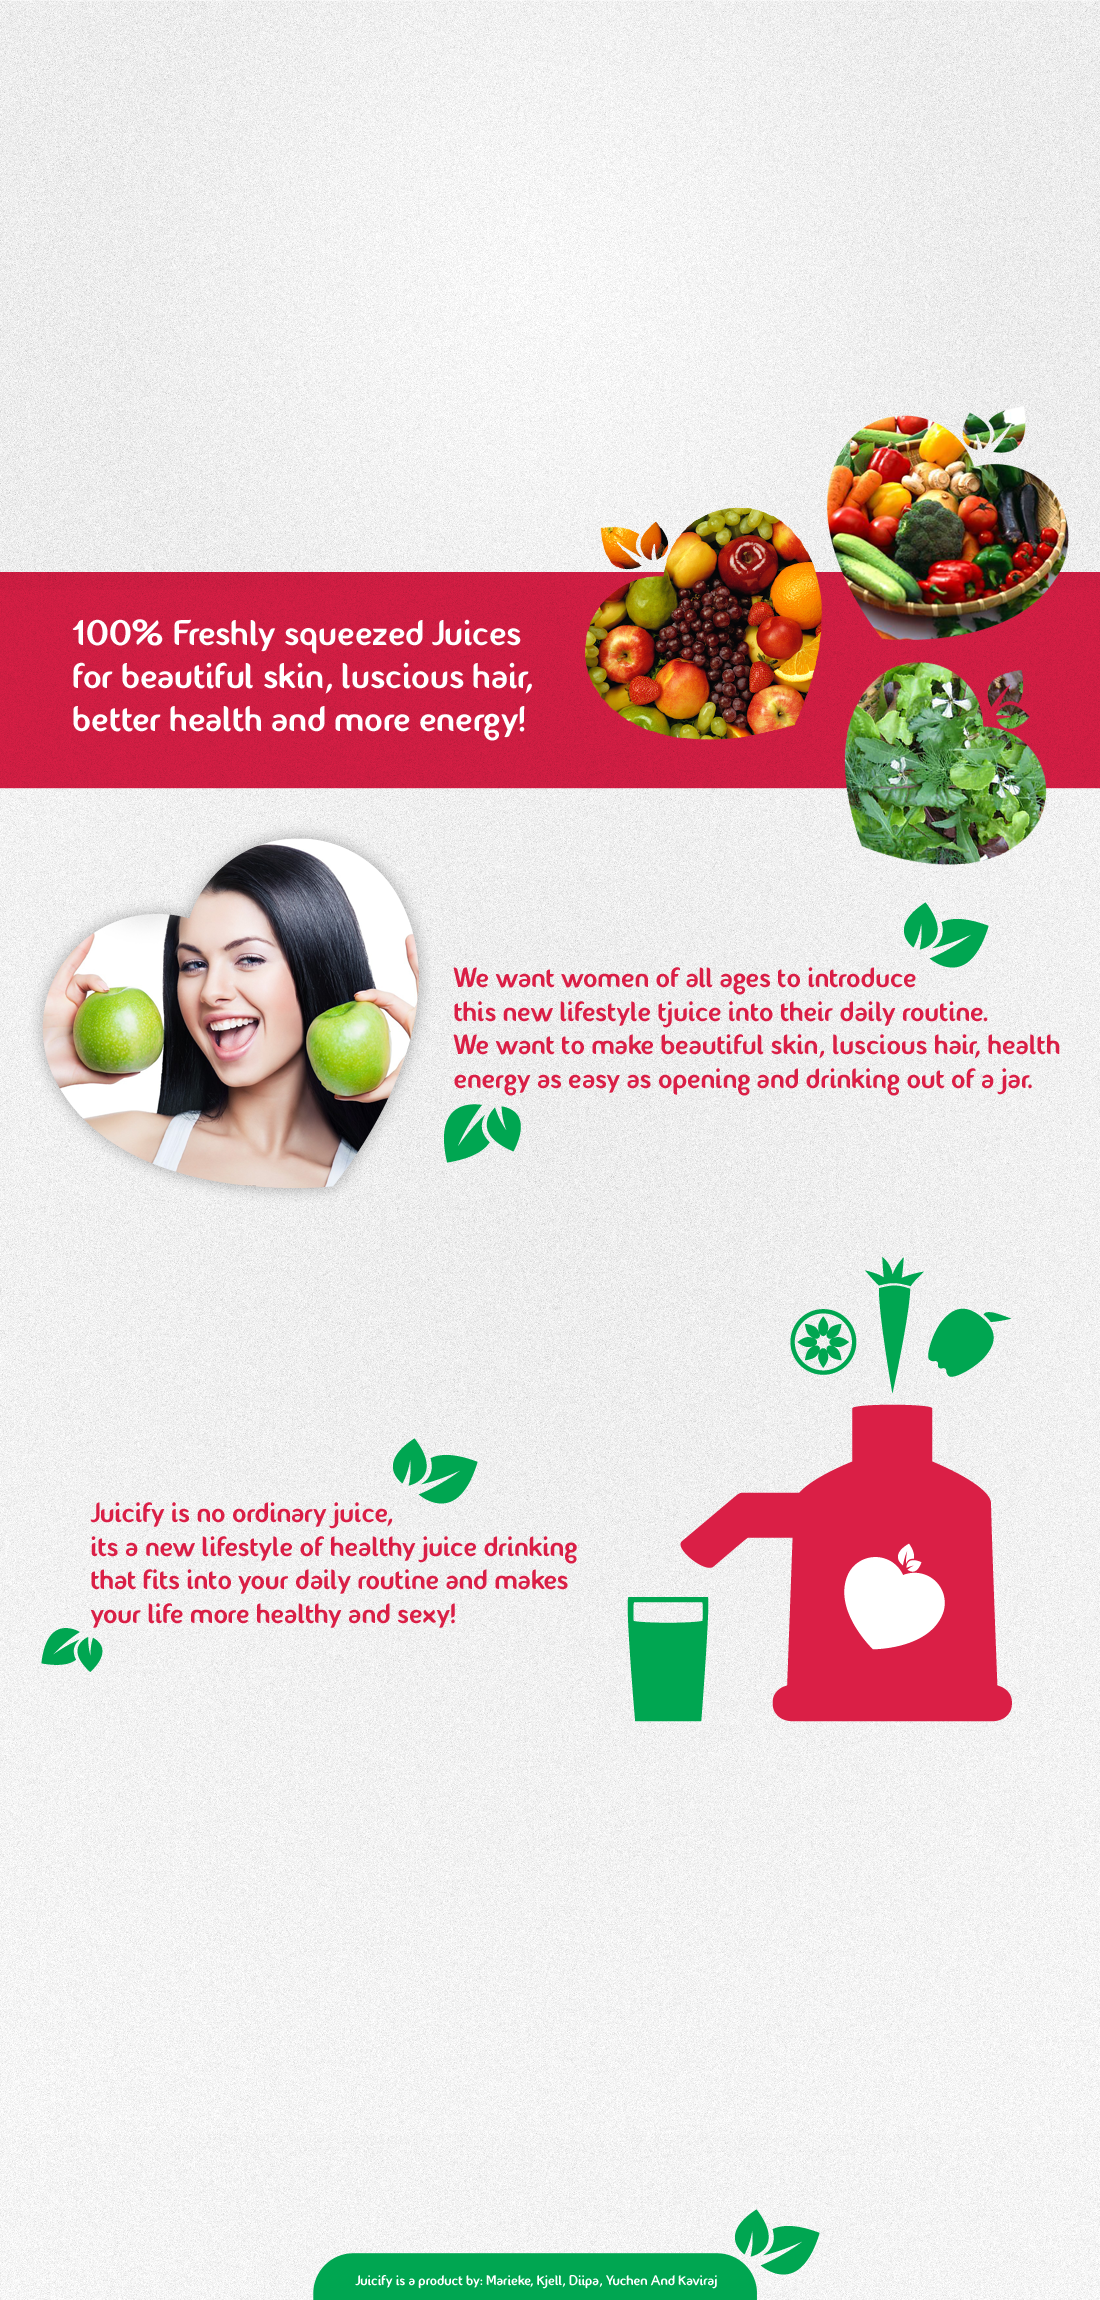 100% Freshly squeezed Juices
for beautiful skin, luscious hair,
better health and more energy!
We want women of all ages to introduce
this new lifestyle tjuice into their daily routine.
We want to make beautiful skin, luscious hair, health
energy as easy as opening and drinking out of a jar.
Juicify is no ordinary juice,
its a new lifestyle of healthy juice drinking
that fits into your daily routine and makes
your life more healthy and sexy!
Juicify is a product by: Marieke, Kjell, Diipa, Yuchen And Kaviraj